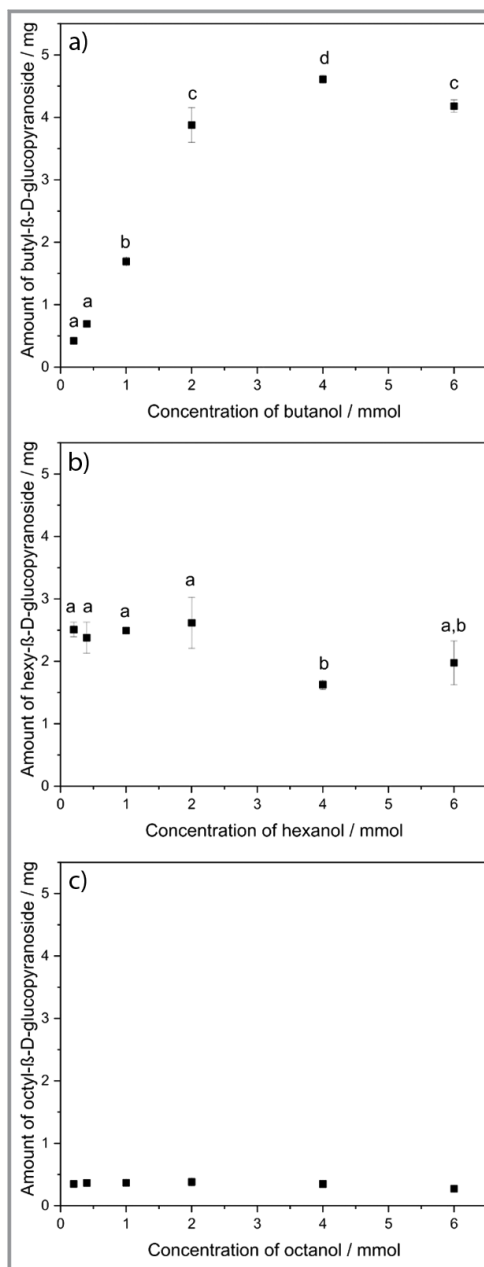 a)
Amount of butyl-ß-D-glucopyranoside / mg
5
4
3
2
1
0
a
a
b
c
d
c
0 1 2 3 4 5 6
Concentration of butanol / mmol
b)
Amount of hexy-ß-D-glucopyranoside / mg
5
4
3
2
1
0
a a a a b a,b
0 1 2 3 4 5 6
Concentration of hexanol / mmol
c)
Amount of octyl-ß-D-glucopyranoside / mg
5
4
3
2
1
0
0 1 2 3 4 5 6
Concentration of octanol / mmol